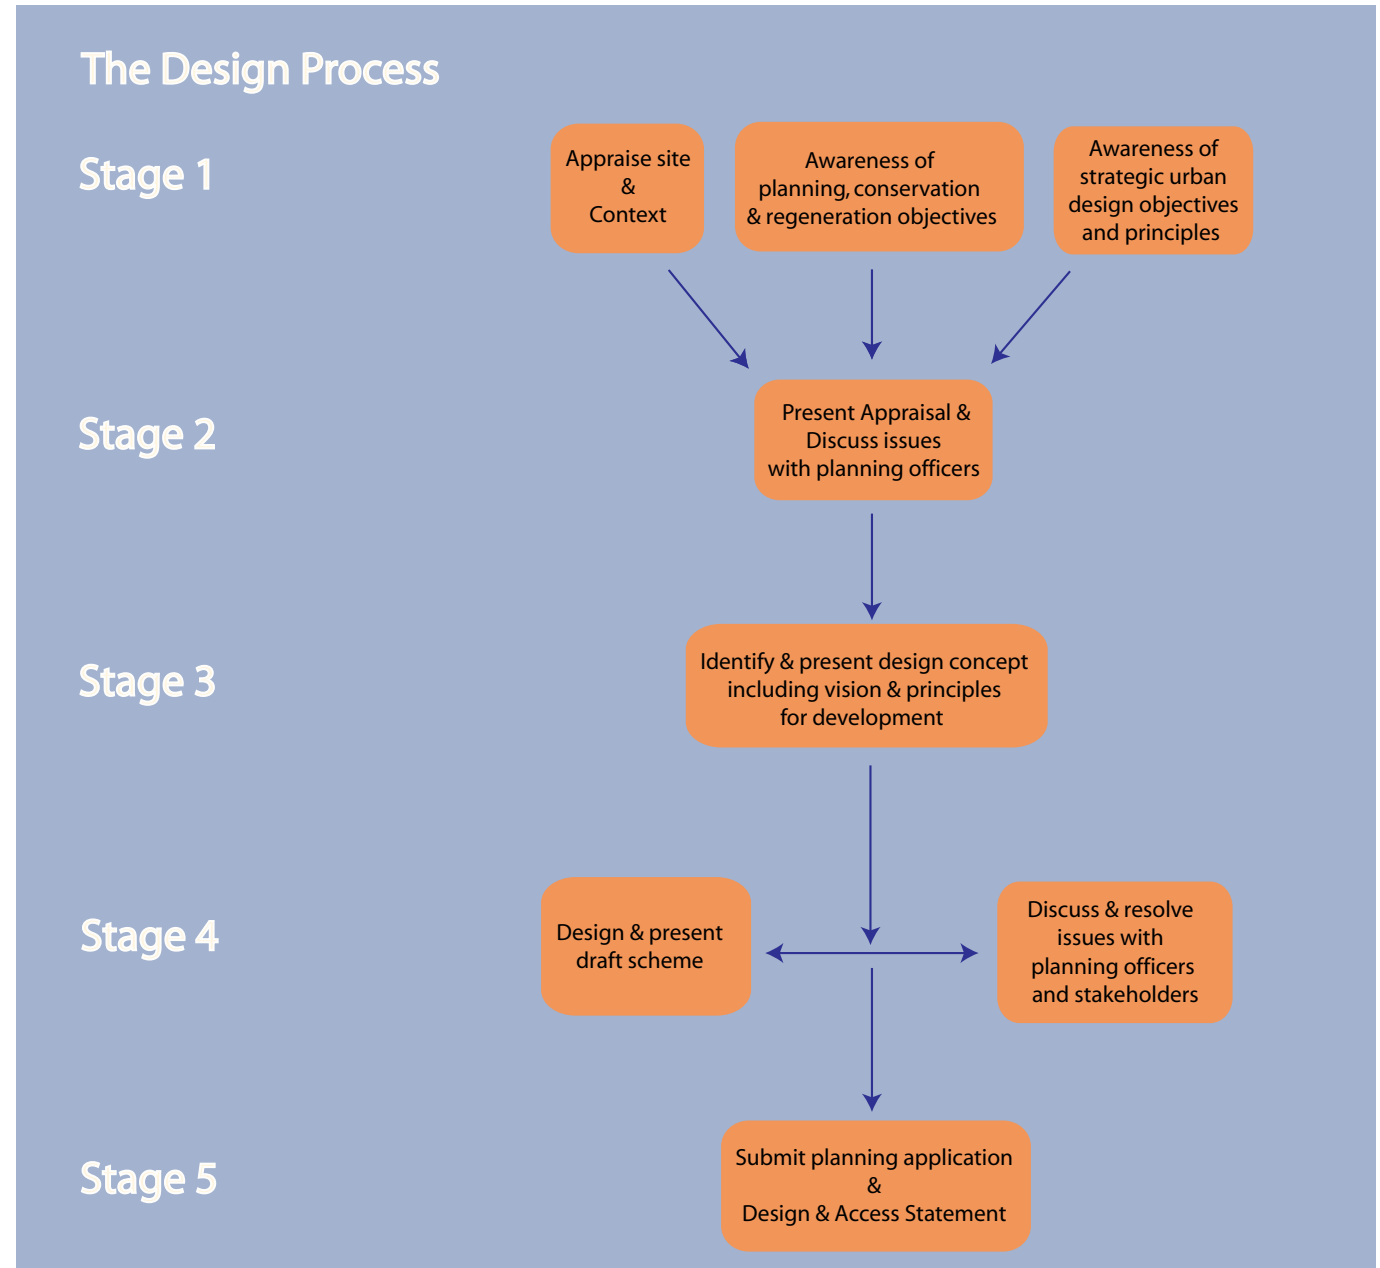 The Design Process
Stage 1
Appraise site
&
Context
Awareness of
planning, conservation
& regeneration objectives
Awareness of
strategic urban
design objectives
and principles
Stage 2
Present Appraisal &
Discuss issues
with planning officers
Stage 3
Identify & present design concept
including vision & principles
for development
Stage 4
Design & present
draft scheme
Discuss & resolve
issues with
planning officers
and stakeholders
Stage 5
Submit planning application
&
Design & Access Statement